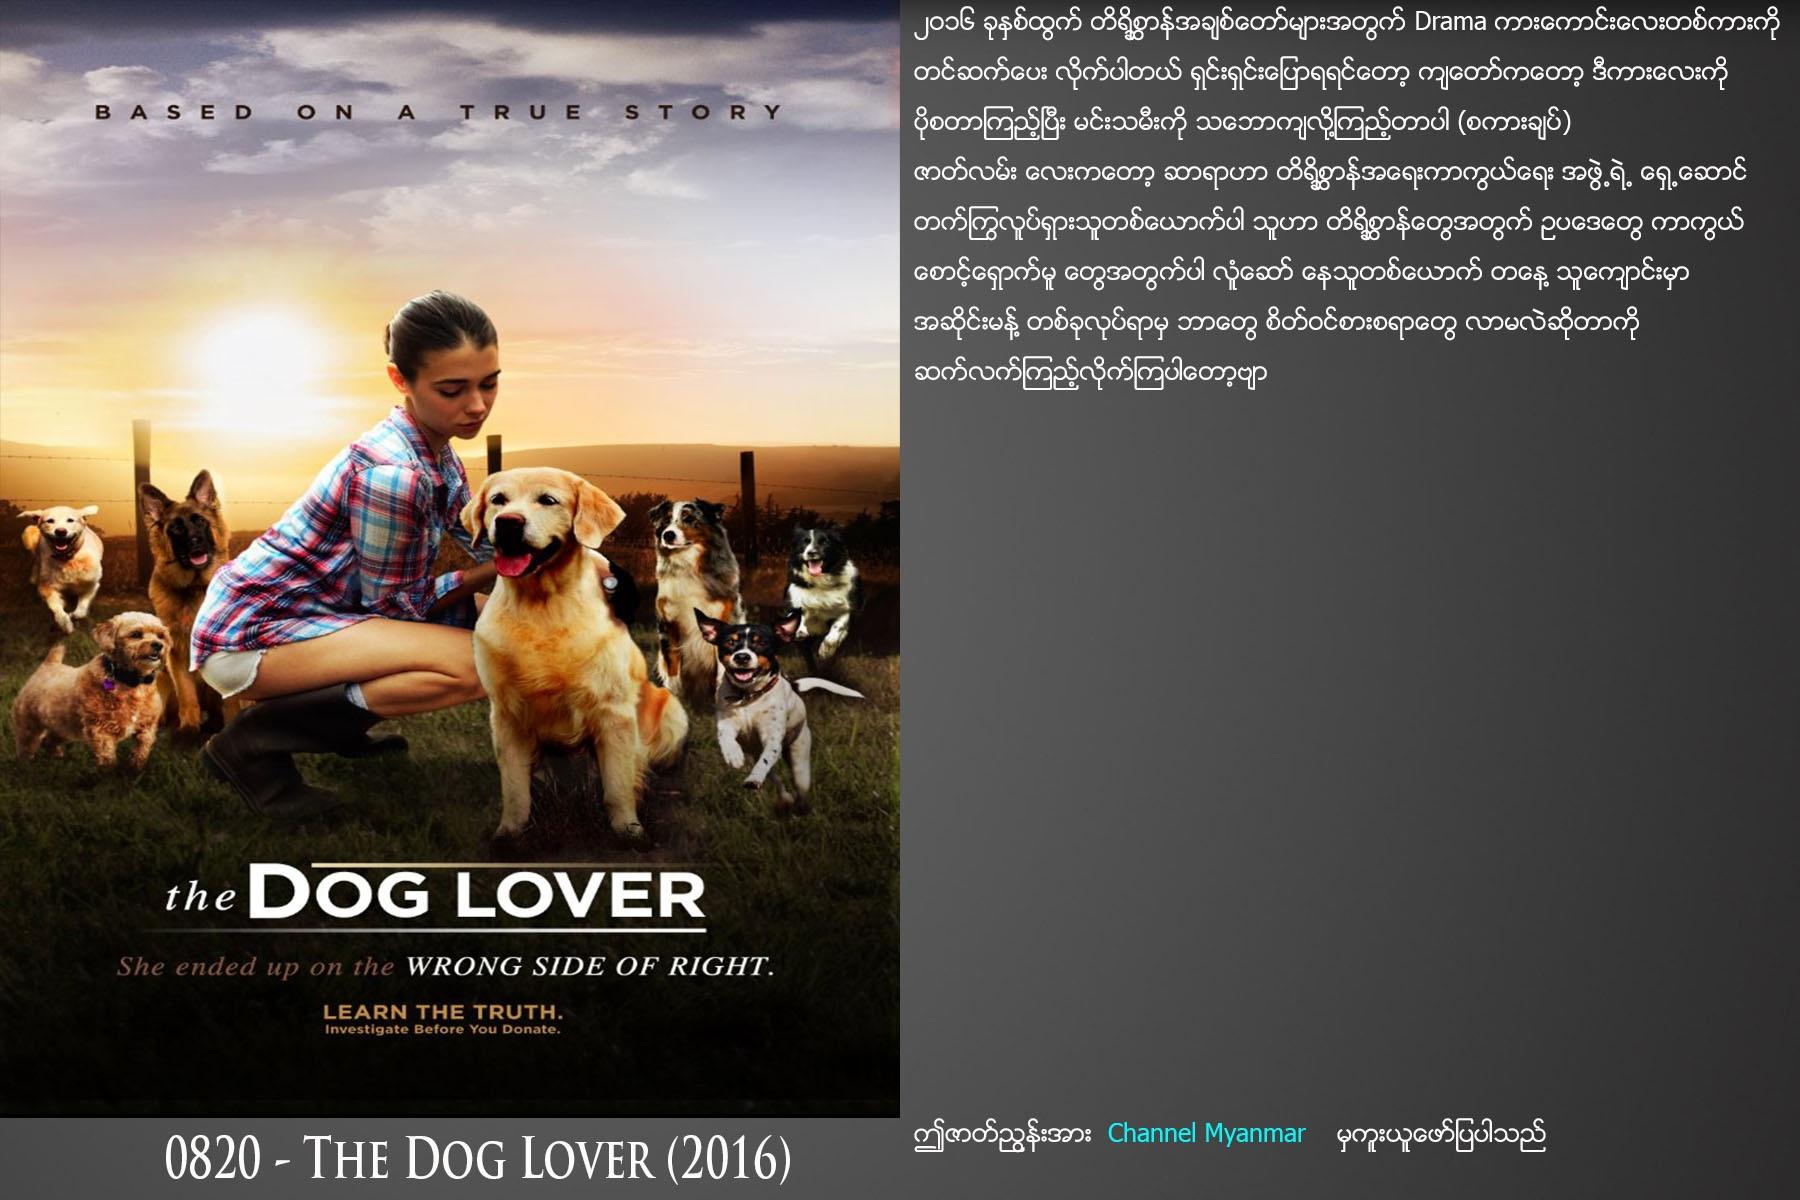 BASED ON A TRUE STORY
the DOG LOVER
She ended up on the WRONG SIDE OF RIGHT.
LEARN THE TRUTH.
Investigate Before You Donate.
0820 - THE DOG LOVER (2016)
၂၀၁၆ ခုနှစ်ထွက် တိရိစ္ဆာန်အချစ်တော်များအတွက် Drama ကားကောင်းလေးတစ်ကားကို
တင်ဆက်ပေး လိုက်ပါတယ် ရှင်းရှင်းပြောရရင်တော့ ကျတော်ကတော့ ဒီကားလေးကို
ပိုစတာကြည့်ပြီး မင်းသမီးကို သဘောကျလို့ကြည့်တာပါ (စကားချပ်)
ဇာတ်လမ်း လေးကတော့ ဆာရာဟာ တိရိစ္ဆာန်အရေးကာကွယ်ရေး အဖွဲ့ရဲ့ ရှေ့ဆောင်
တက်ကြွလှုပ်ရှားသူတစ်ယောက်ပါ သူဟာ တိရိစ္ဆာန်တွေအတွက် ဥပဒေတွေ ကာကွယ်
စောင့်ရှောက်မှု တွေအတွက်ပါ လှုံ့ဆော် နေသူတစ်ယောက် တနေ့ သူကျောင်းမှာ
အဆိုင်းမန့် တစ်ခုလုပ်ရာမှ ဘာတွေ စိတ်ဝင်စားစရာတွေ လာမလဲဆိုတာကို
ဆက်လက်ကြည့်လိုက်ကြပါတော့ဗျာ
ဤဇာတ်ညွှန်းအား Channel Myanmar မှကူးယူဖော်ပြပါသည်